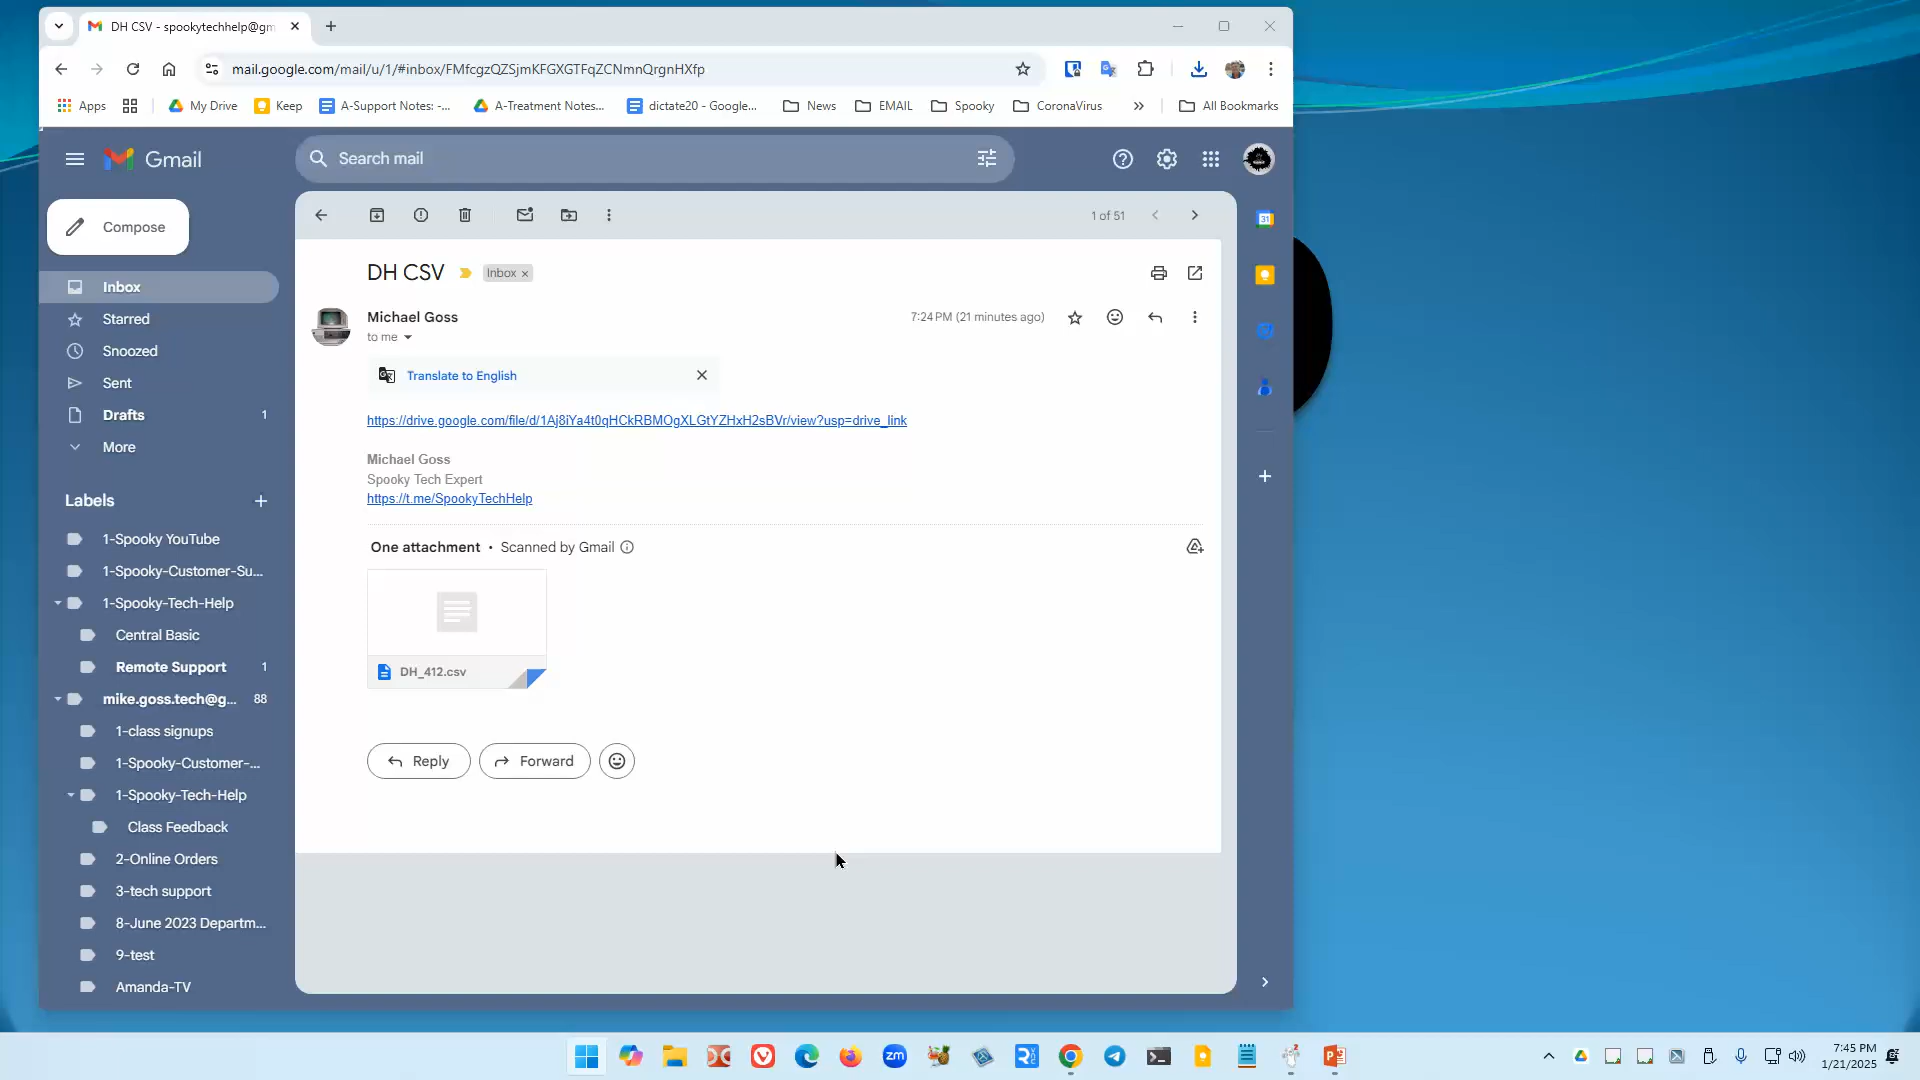 DH CSV - spookytechhelp@gm
mail.google.com/mail/u/1/#inbox/FMfcgzQZSjmKFGXGTFqZCNmnQrgnHXfp
Apps
My Drive
Keep
A-Support Notes: -...
A-Treatment Notes...
dictate20 - Google...
News
EMAIL
Spooky
CoronaVirus
»
All Bookmarks
Gmail
Search mail
Compose
1 of 51
Inbox
Starred
Snoozed
Sent
Drafts 1
More
Labels
1-Spooky YouTube
1-Spooky-Customer-Su...
1-Spooky-Tech-Help
Central Basic
Remote Support 1
mike.goss.tech@g... 88
1-class signups
1-Spooky-Customer-...
1-Spooky-Tech-Help
Class Feedback
2-Online Orders
3-tech support
8-June 2023 Departm...
9-test
Amanda-TV
DH CSV Inbox ×
Michael Goss 7:24 PM (21 minutes ago)
to me
Translate to English
https://drive.google.com/file/d/1Aj8iYa4t0qHCkRBMOgXLGtYZHxH2sBVr/view?usp=drive_link
Michael Goss
Spooky Tech Expert
https://t.me/SpookyTechHelp
One attachment • Scanned by Gmail
DH_412.csv
Reply
Forward
31
zm
7:45 PM
1/21/2025